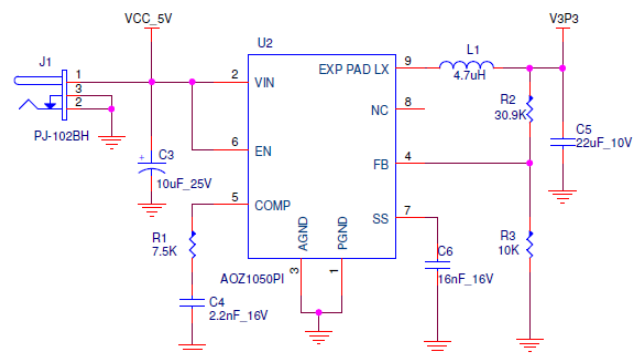 VCC_5V
V3P3
J1
1
3
2
PJ-102BH
C3
10uF_25V
U2
2
VIN
6
EN
5
COMP
EXP PAD LX
9
NC
8
FB
4
SS
7
AGND
PGND
3
1
AOZ1050PI
R1
7.5K
C4
2.2nF_16V
L1
4.7uH
R2
30.9K
C5
22uF_10V
R3
10K
C6
16nF_16V
+